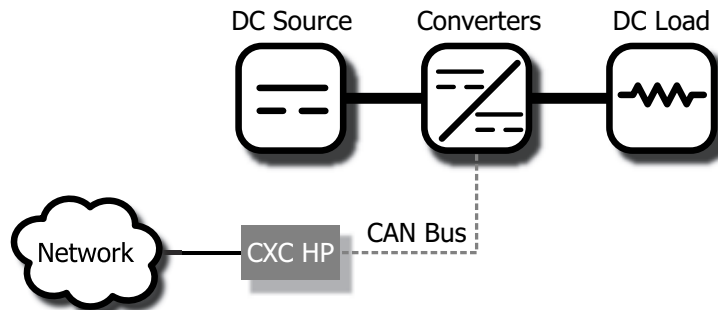 DC Source
Converters
DC Load
Network
CXC HP
CAN Bus